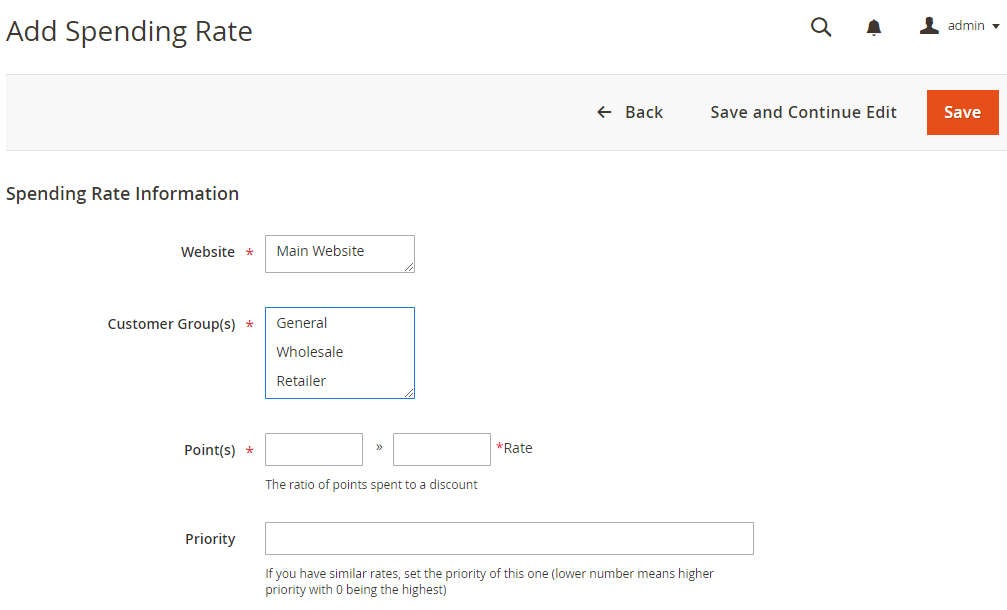 Add Spending Rate
admin
Back
Save and Continue Edit
Save
Spending Rate Information
Website *
Main Website
Customer Group(s) *
General
Wholesale
Retailer
Point(s) *
» *Rate
The ratio of points spent to a discount
Priority
If you have similar rates, set the priority of this one (lower number means higher
priority with 0 being the highest)